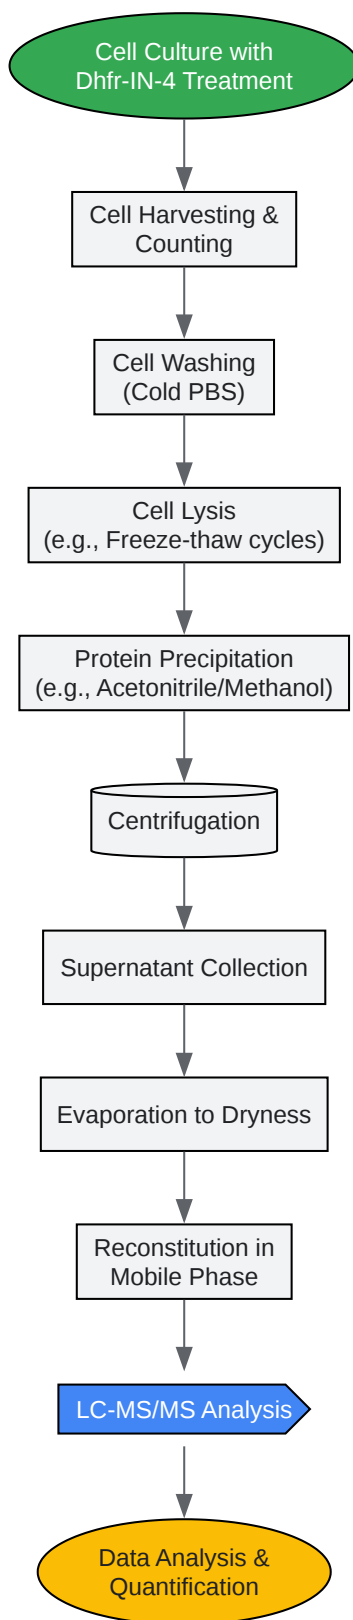 Cell Culture with
Dhfr-IN-4 Treatment
Cell Harvesting &
Counting
Cell Washing
(Cold PBS)
Cell Lysis
(e.g., Freeze-thaw cycles)
Protein Precipitation
(e.g., Acetonitrile/Methanol)
Centrifugation
Supernatant Collection
Evaporation to Dryness
Reconstitution in
Mobile Phase
LC-MS/MS Analysis
Data Analysis &
Quantification